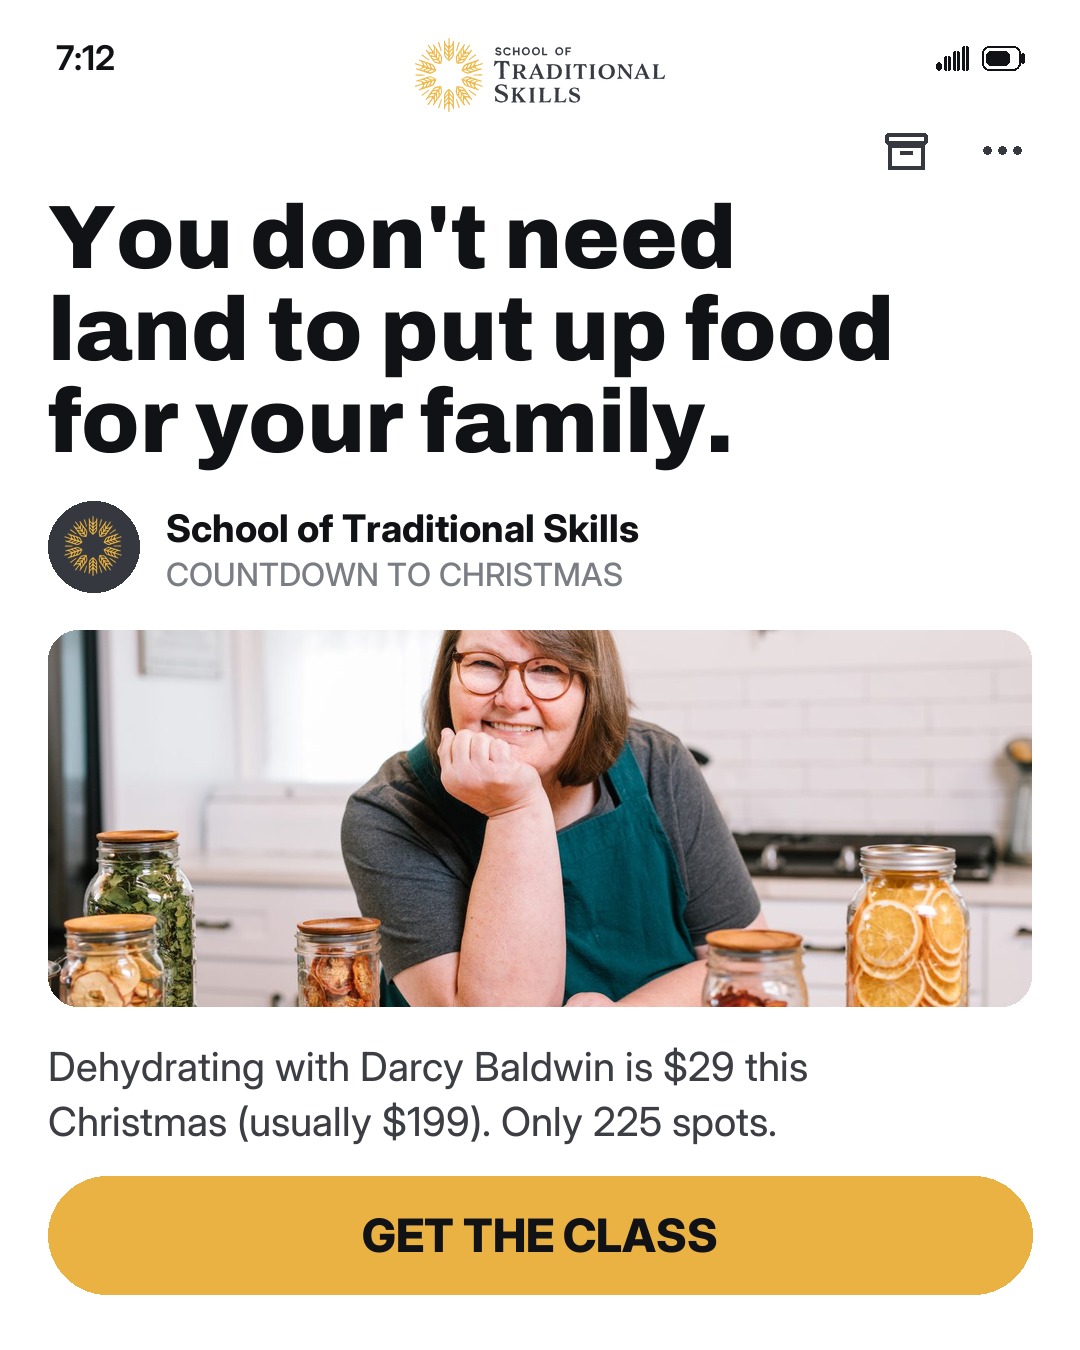 7:12
SCHOOL OF
TRADITIONAL
SKILLS
You don't need
land to put up food
for your family.
School of Traditional Skills
COUNTDOWN TO CHRISTMAS
Dehydrating with Darcy Baldwin is $29 this
Christmas (usually $199). Only 225 spots.
GET THE CLASS